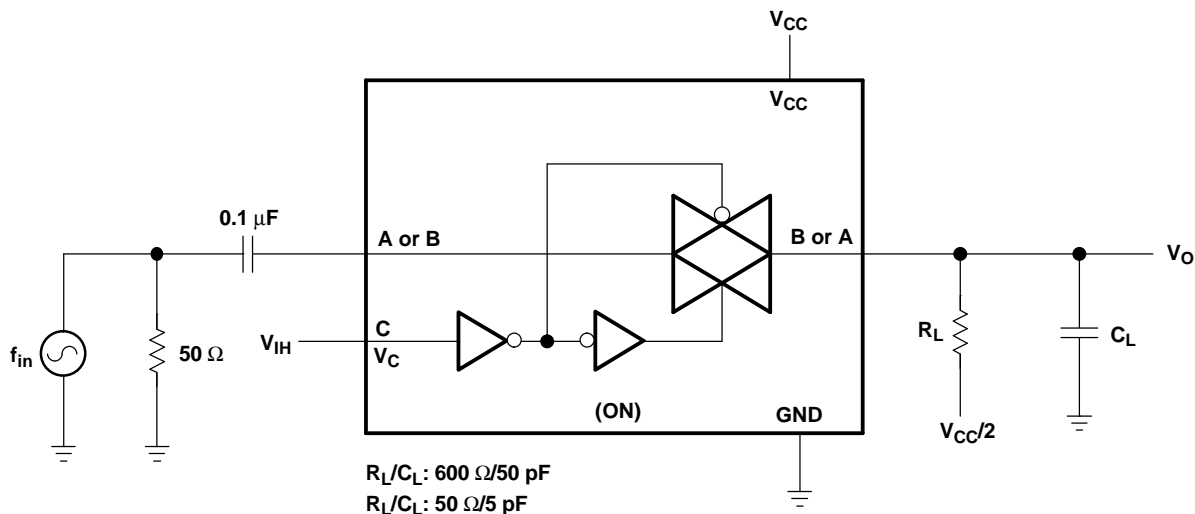 VCC
VCC
0.1 μF
A or B
B or A
VO
fin
50 Ω
VIH
C
VC
RL
CL
(ON)
GND
VCC/2
RL/CL: 600 Ω/50 pF
RL/CL: 50 Ω/5 pF